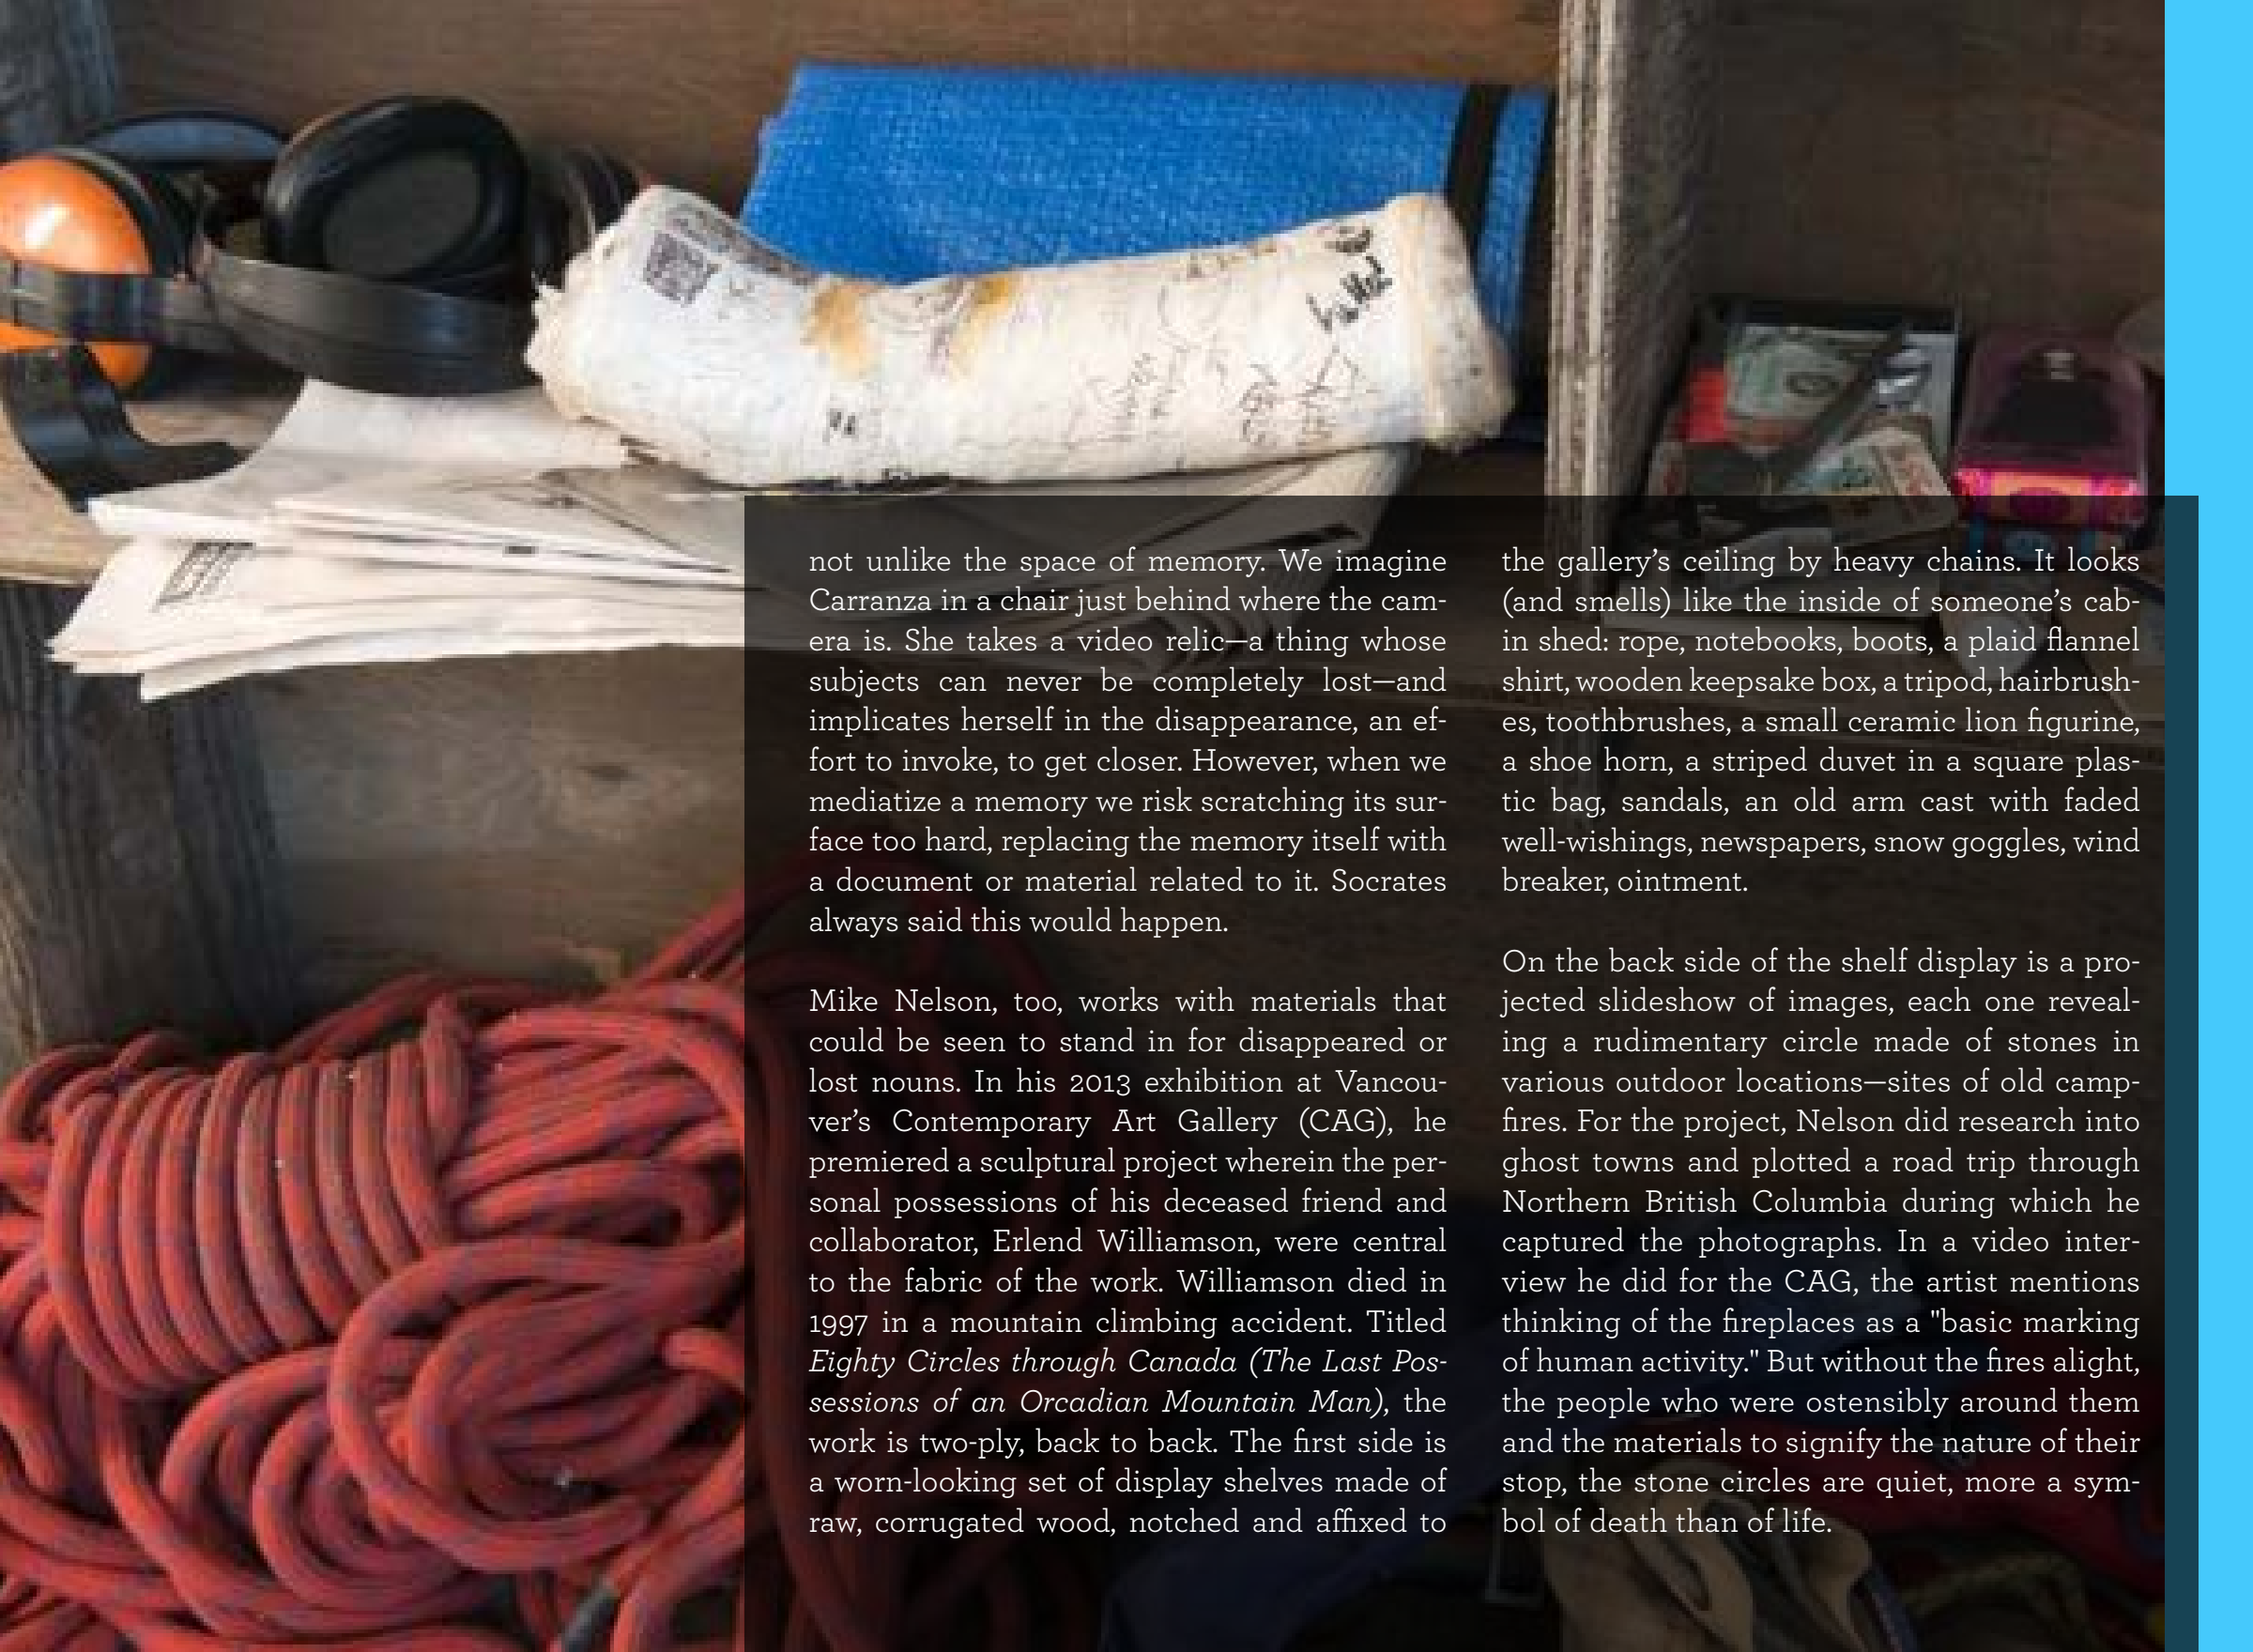 not unlike the space of memory. We imagine
Carranza in a chair just behind where the cam-
era is. She takes a video relic—a thing whose
subjects can never be completely lost—and
implicates herself in the disappearance, an ef-
fort to invoke, to get closer. However, when we
mediatize a memory we risk scratching its sur-
face too hard, replacing the memory itself with
a document or material related to it. Socrates
always said this would happen.
Mike Nelson, too, works with materials that
could be seen to stand in for disappeared or
lost nouns. In his 2013 exhibition at Vancou-
ver’s Contemporary Art Gallery (CAG), he
premiered a sculptural project wherein the per-
sonal possessions of his deceased friend and
collaborator, Erlend Williamson, were central
to the fabric of the work. Williamson died in
1997 in a mountain climbing accident. Titled
Eighty Circles through Canada (The Last Pos-
sessions of an Orcadian Mountain Man), the
work is two-ply, back to back. The first side is
a worn-looking set of display shelves made of
raw, corrugated wood, notched and affixed to
the gallery’s ceiling by heavy chains. It looks
(and smells) like the inside of someone’s cab-
in shed: rope, notebooks, boots, a plaid flannel
shirt, wooden keepsake box, a tripod, hairbrush-
es, toothbrushes, a small ceramic lion figurine,
a shoe horn, a striped duvet in a square plas-
tic bag, sandals, an old arm cast with faded
well-wishings, newspapers, snow goggles, wind
breaker, ointment.
On the back side of the shelf display is a pro-
jected slideshow of images, each one reveal-
ing a rudimentary circle made of stones in
various outdoor locations—sites of old camp-
fires. For the project, Nelson did research into
ghost towns and plotted a road trip through
Northern British Columbia during which he
captured the photographs. In a video inter-
view he did for the CAG, the artist mentions
thinking of the fireplaces as a "basic marking
of human activity." But without the fires alight,
the people who were ostensibly around them
and the materials to signify the nature of their
stop, the stone circles are quiet, more a sym-
bol of death than of life.